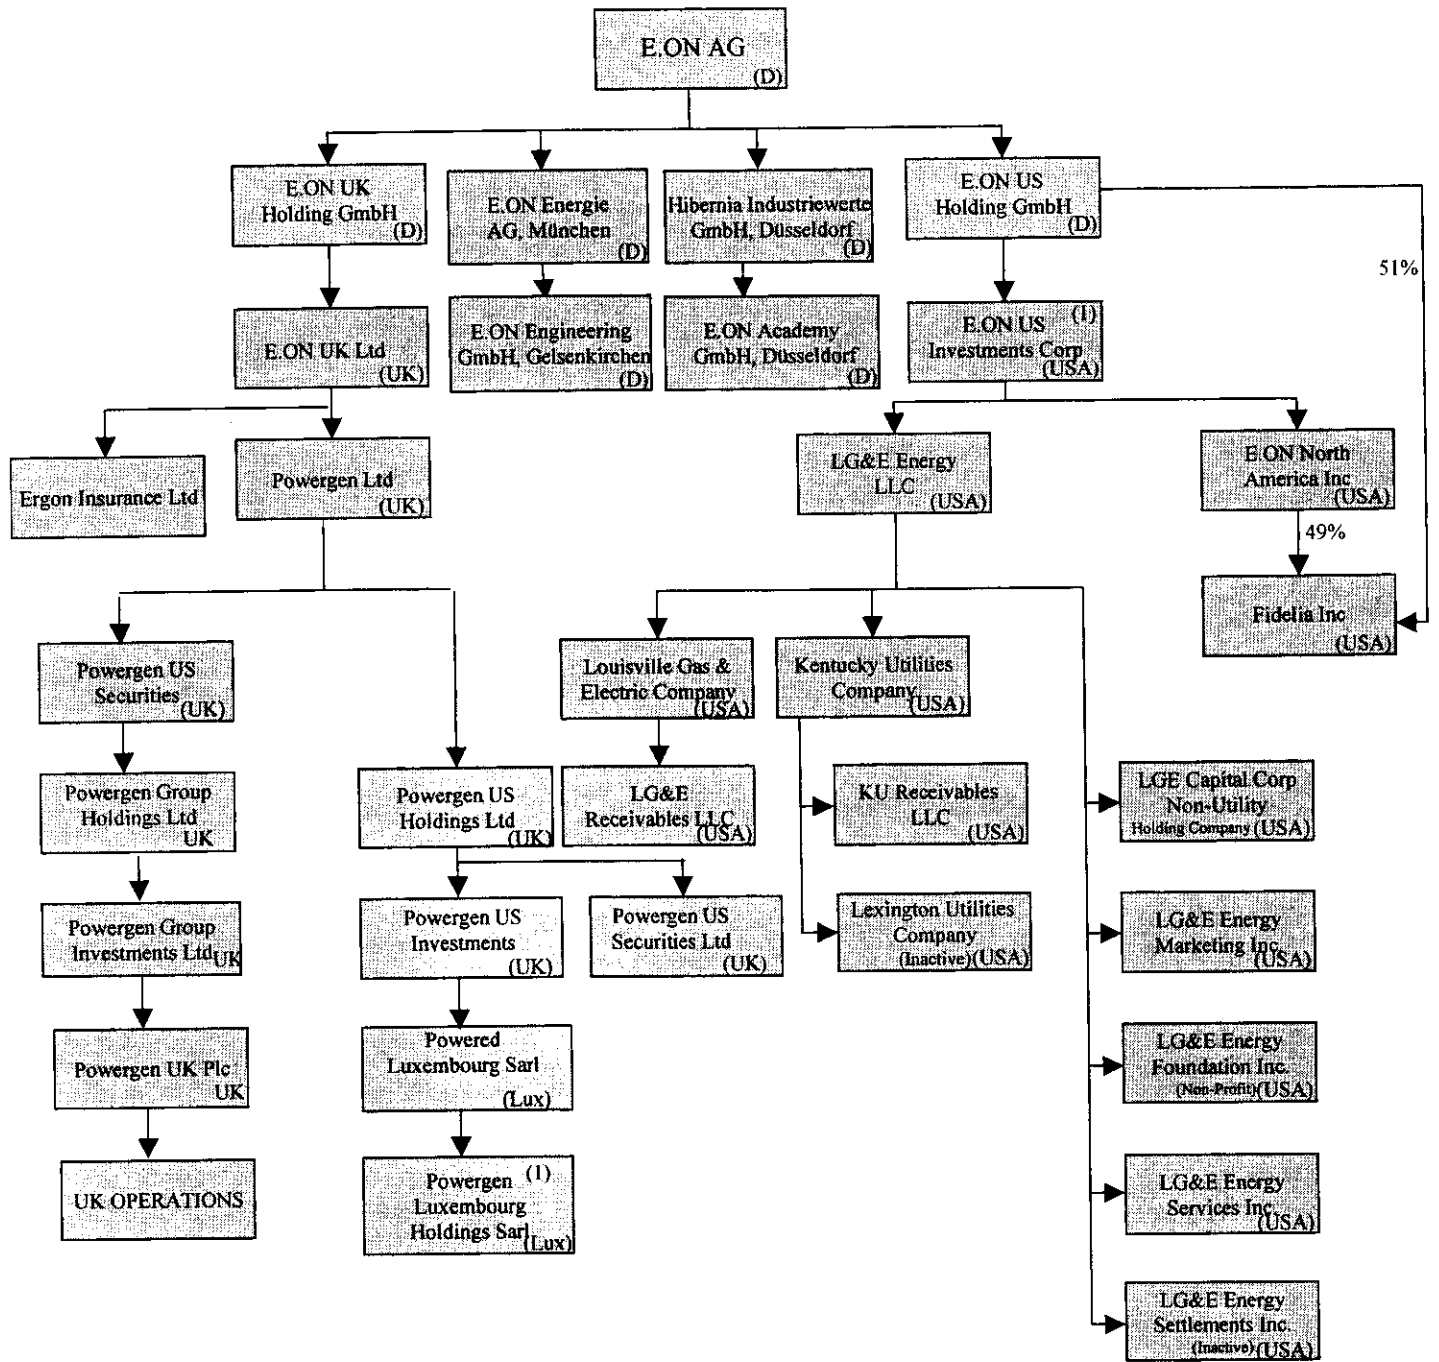 E.ON AG
(D)
E.ON UK
Holding GmbH
(D)
E.ON Energie
AG, München
(D)
Hibernia Industriewerte
GmbH, Düsseldorf
(D)
E.ON US
Holding GmbH
(D)
51%
E.ON UK Ltd
(UK)
E.ON Engineering
GmbH, Gelsenkirchen
(D)
E.ON Academy
GmbH, Düsseldorf
(D)
E.ON US (1)
Investments Corp
(USA)
Ergon Insurance Ltd
Powergen Ltd
(UK)
LG&E Energy
LLC
(USA)
E.ON North
America Inc
(USA)
49%
Fidelia Inc
(USA)
Powergen US
Securities
(UK)
Louisville Gas &
Electric Company
(USA)
Kentucky Utilities
Company
(USA)
Powergen Group
Holdings Ltd
UK
Powergen US
Holdings Ltd
(UK)
LG&E
Receivables LLC
(USA)
KU Receivables
LLC
(USA)
LGE Capital Corp
Non-Utility
Holding Company (USA)
Powergen Group
Investments Ltd
UK
Powergen US
Investments
(UK)
Powergen US
Securities Ltd
(UK)
Lexington Utilities
Company
(Inactive) (USA)
LG&E Energy
Marketing Inc.
(USA)
Powergen UK Plc
UK
Powered
Luxembourg Sarl
(Lux)
LG&E Energy
Foundation Inc.
(Non-Profit) (USA)
UK OPERATIONS
Powergen (1)
Luxembourg
Holdings Sarl
(Lux)
LG&E Energy
Services Inc.
(USA)
LG&E Energy
Settlements Inc.
(Inactive) (USA)